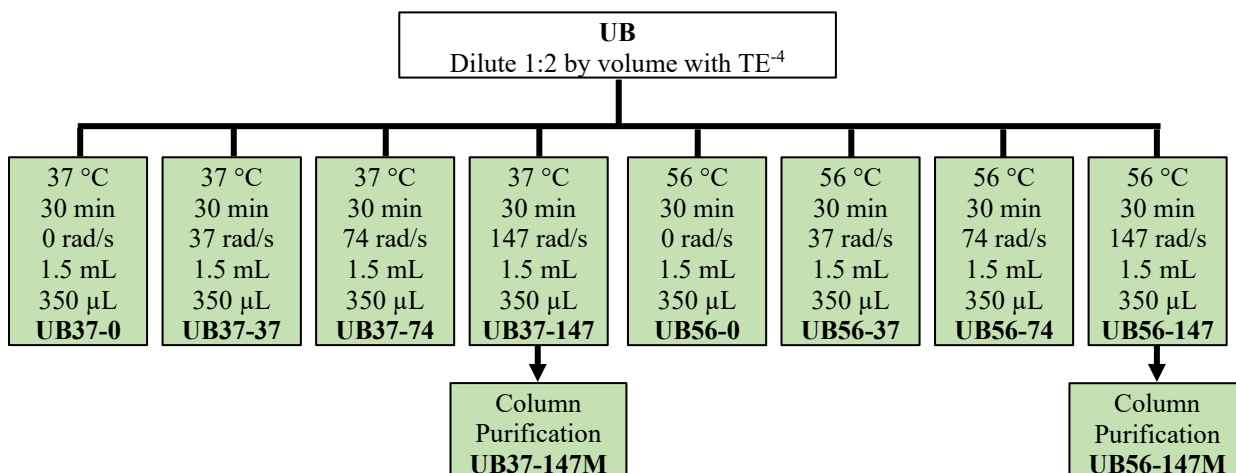 UB
Dilute 1:2 by volume with TE-4
37 °C
30 min
0 rad/s
1.5 mL
350 µL
UB37-0
37 °C
30 min
37 rad/s
1.5 mL
350 µL
UB37-37
37 °C
30 min
74 rad/s
1.5 mL
350 µL
UB37-74
37 °C
30 min
147 rad/s
1.5 mL
350 µL
UB37-147
56 °C
30 min
0 rad/s
1.5 mL
350 µL
UB56-0
56 °C
30 min
37 rad/s
1.5 mL
350 µL
UB56-37
56 °C
30 min
74 rad/s
1.5 mL
350 µL
UB56-74
56 °C
30 min
147 rad/s
1.5 mL
350 µL
UB56-147
Column
Purification
UB37-147M
Column
Purification
UB56-147M